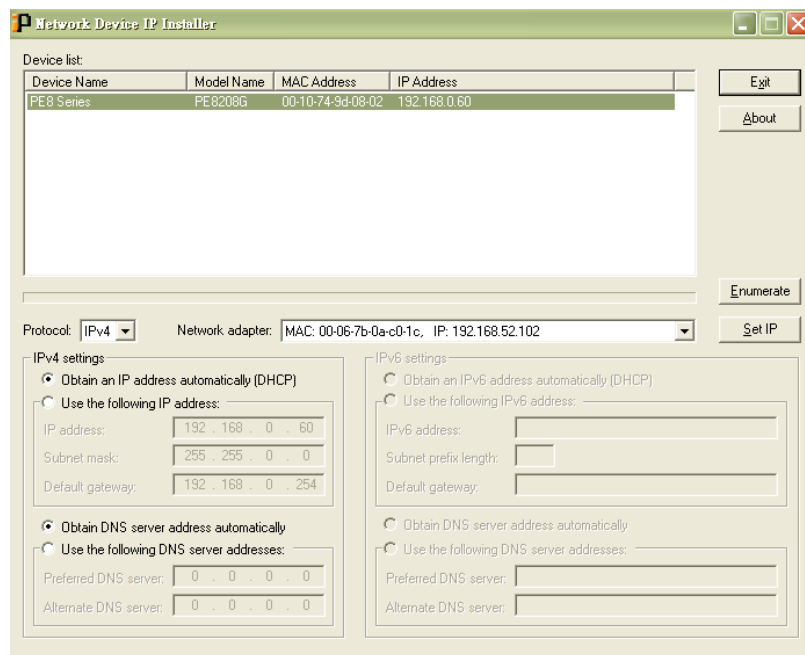 Network Device IP Installer
Device list:
Device Name Model Name MAC Address IP Address
PE8 Series PE8208G 00-10-74-9d-08-02 192.168.0.60
Exit
About
Enumerate
Protocol: IPv4 Network adapter: MAC: 00-06-7b-0a-c0-1c, IP: 192.168.52.102 Set IP
IPv4 settings
Obtain an IP address automatically (DHCP)
Use the following IP address:
IP address: 192 . 168 . 0 . 60
Subnet mask: 255 . 255 . 0 . 0
Default gateway: 192 . 168 . 0 . 254
Obtain DNS server address automatically
Use the following DNS server addresses:
Preferred DNS server: 0 . 0 . 0 . 0
Alternate DNS server: 0 . 0 . 0 . 0
IPv6 settings
Obtain an IPv6 address automatically (DHCP)
Use the following IPv6 address:
IPv6 address:
Subnet prefix length:
Default gateway:
Obtain DNS server address automatically
Use the following DNS server addresses:
Preferred DNS server:
Alternate DNS server: